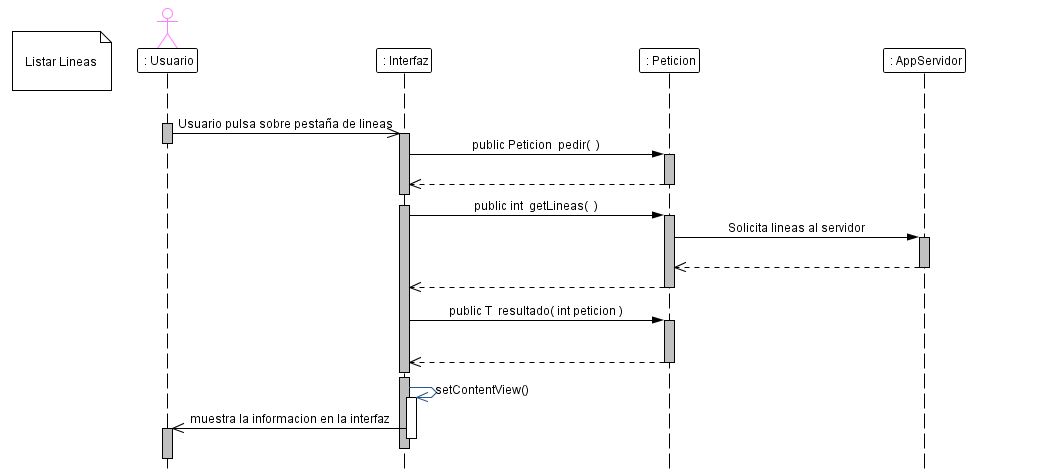 Listar Lineas
: Usuario
: Interfaz
: Peticion
: AppServidor
Usuario pulsa sobre pestaña de lineas
public Peticion pedir( )
public int getLineas( )
Solicita lineas al servidor
public T resultado( int peticion )
setContentView()
muestra la informacion en la interfaz